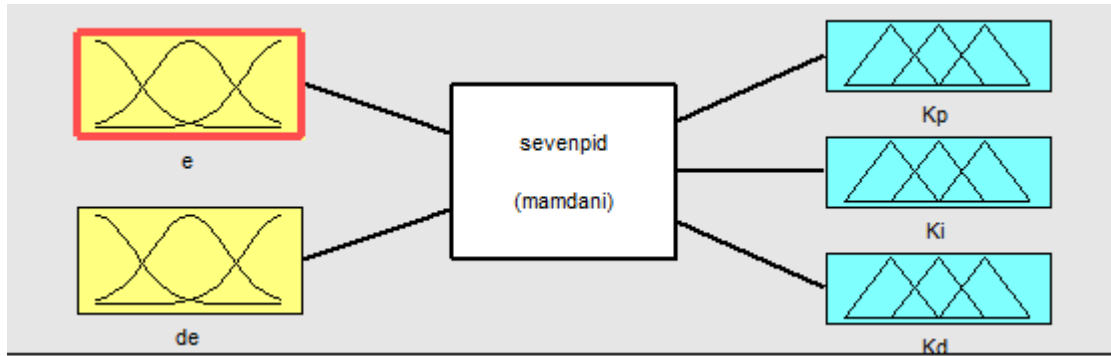 e
de
sevenpid
(mamdani)
Kp
Ki
Kd